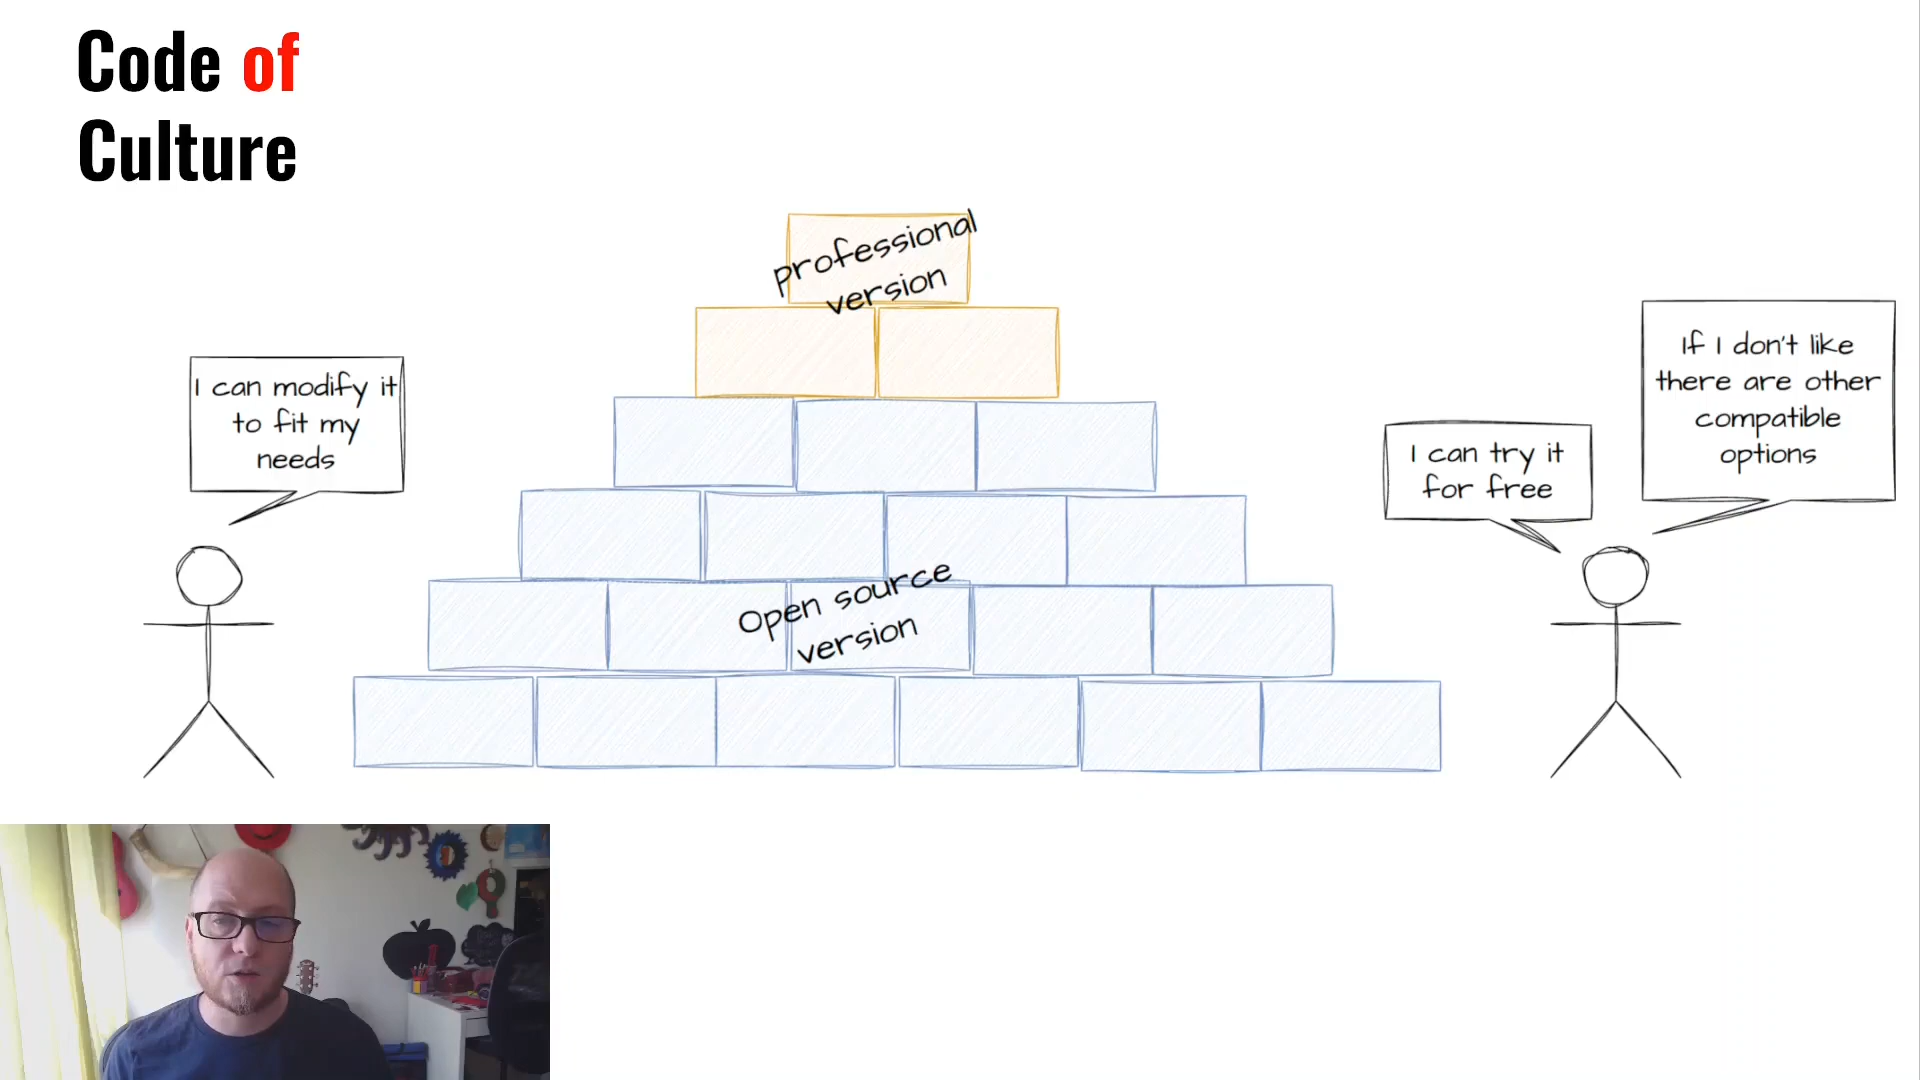 Code of
Culture
professional
version
I can modify it
to fit my
needs
Open source
version
I can try it
for free
If I don't like
there are other
compatible
options